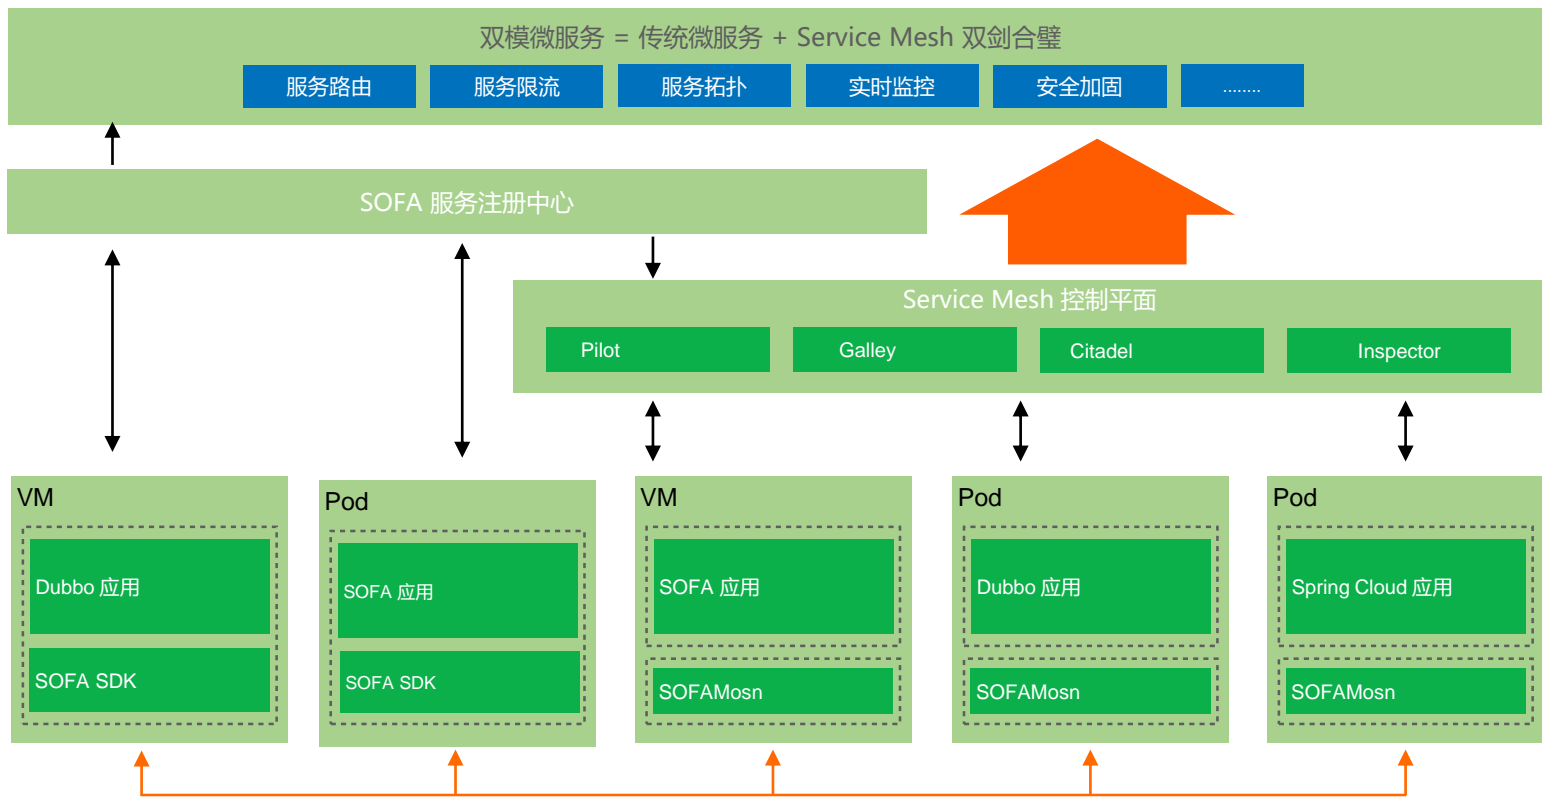 双模微服务 = 传统微服务 + Service Mesh 双剑合璧
服务路由
服务限流
服务拓扑
实时监控
安全加固
........
SOFA 服务注册中心
Service Mesh 控制平面
Pilot
Galley
Citadel
Inspector
VM
Dubbo 应用
SOFA SDK
Pod
SOFA 应用
SOFA SDK
VM
SOFA 应用
SOFAMosn
Pod
Dubbo 应用
SOFAMosn
Pod
Spring Cloud 应用
SOFAMosn